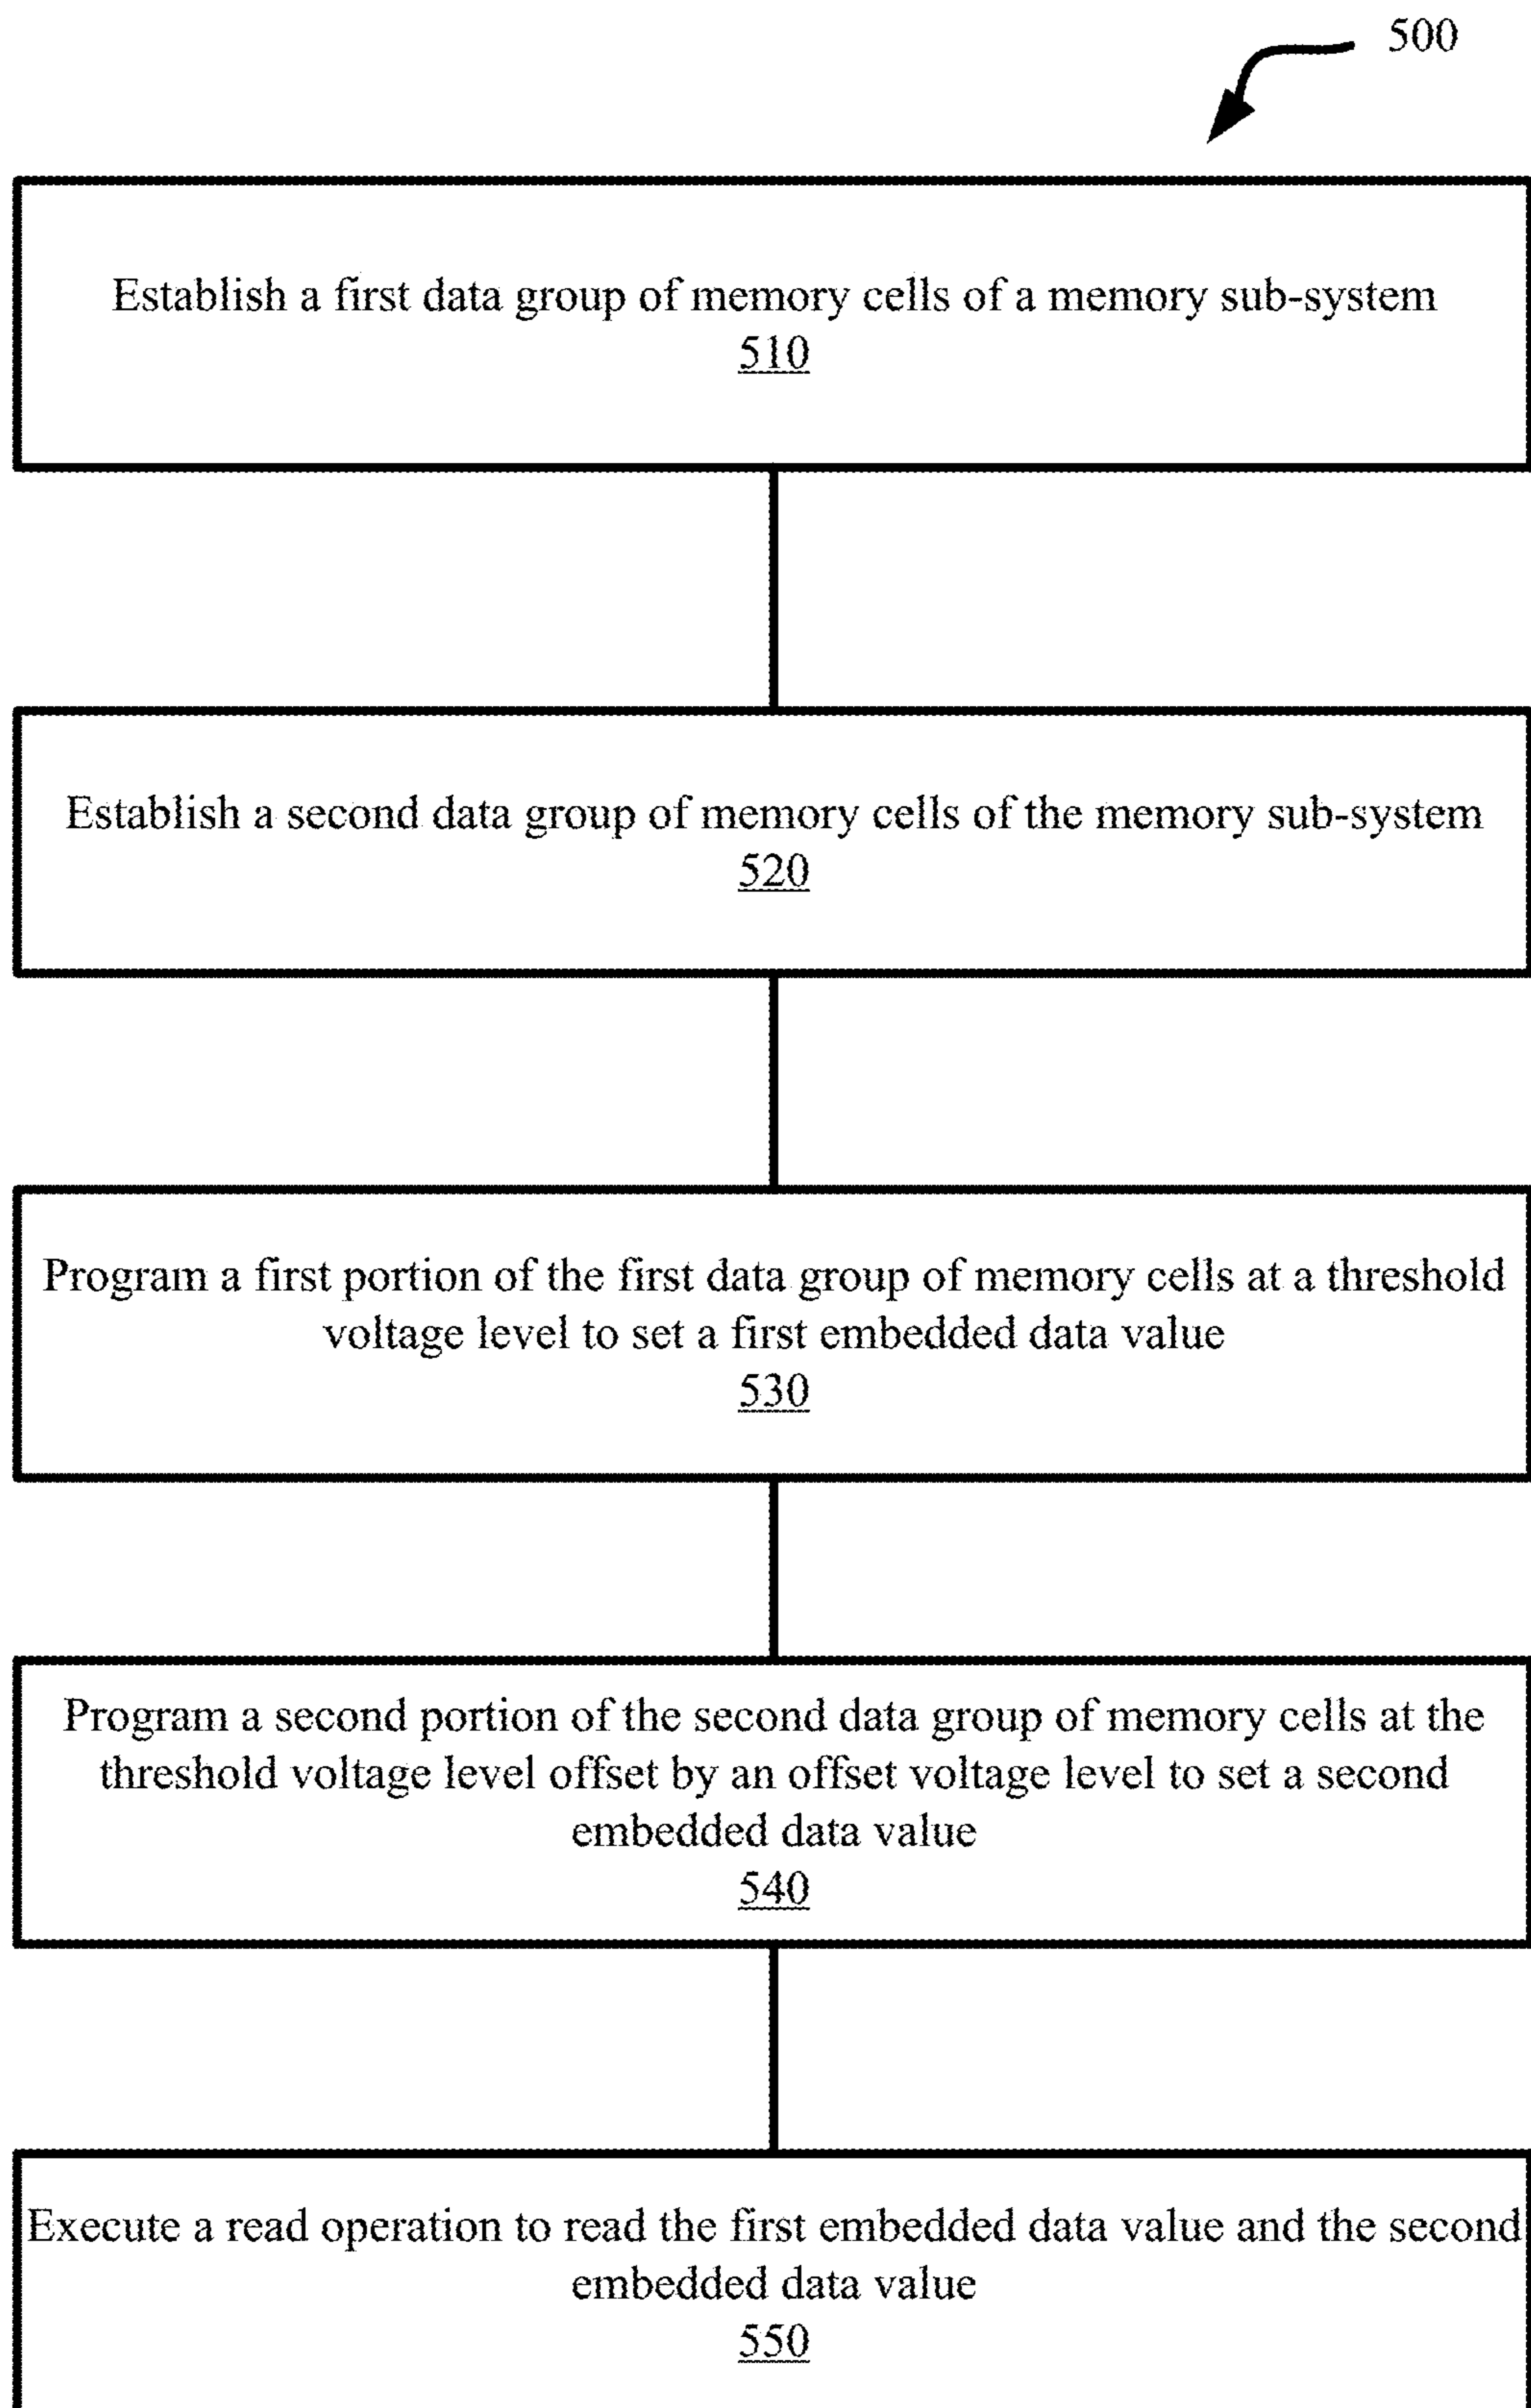 500
Establish a first data group of memory cells of a memory sub-system
510
Establish a second data group of memory cells of the memory sub-system
520
Program a first portion of the first data group of memory cells at a threshold
voltage level to set a first embedded data value
530
Program a second portion of the second data group of memory cells at the
threshold voltage level offset by an offset voltage level to set a second
embedded data value
540
Execute a read operation to read the first embedded data value and the second
embedded data value
550